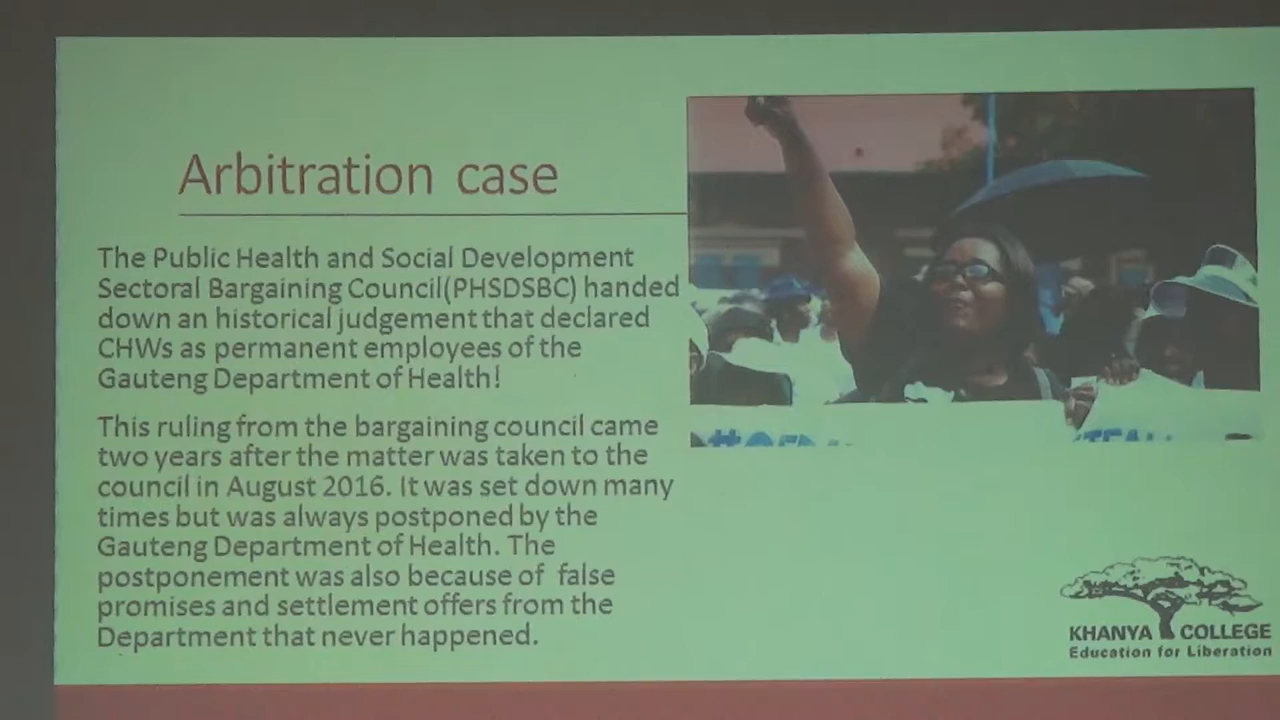 Arbitration case
The Public Health and Social Development
Sectoral Bargaining Council(PHSDSBC) handed
down an historical judgement that declared
CHWs as permanent employees of the
Gauteng Department of Health!
This ruling from the bargaining council came
two years after the matter was taken to the
council in August 2016. It was set down many
times but was always postponed by the
Gauteng Department of Health. The
postponement was also because of false
promises and settlement offers from the
Department that never happened.
KHANYA COLLEGE
Education for Liberation